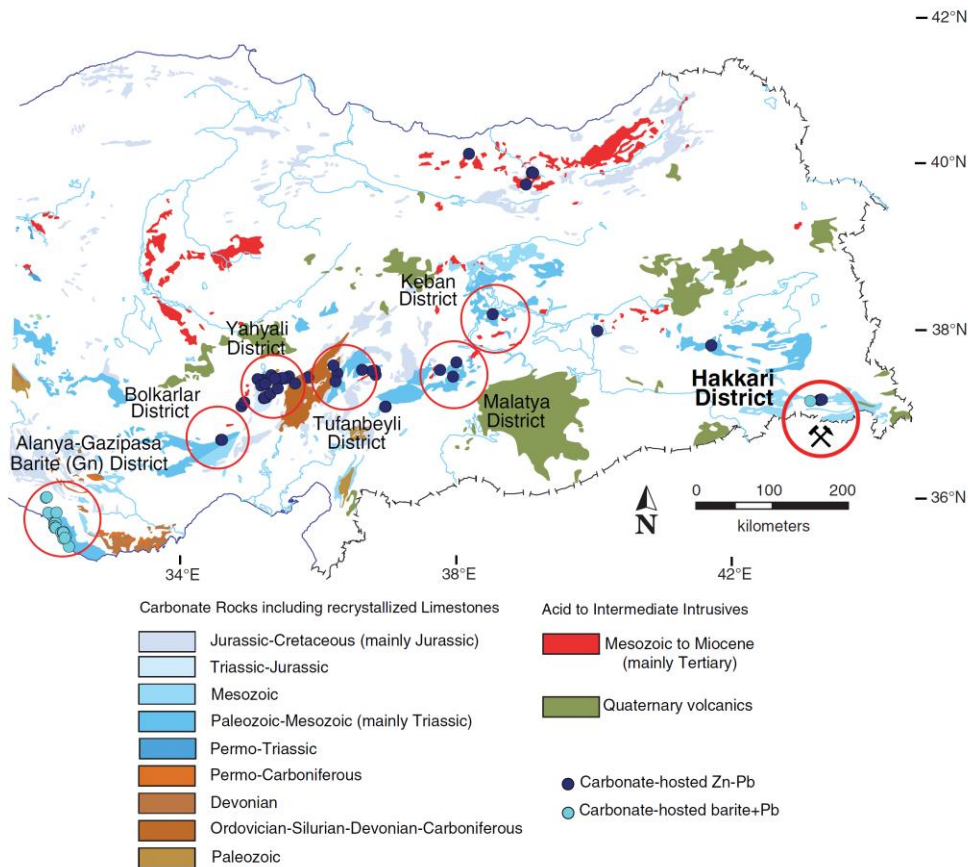 42°N
40°N
Keban
District
38°N
Yahyali
District
Hakkari
District
Bolkarlar
District
Malatya
District
Tufanbeyli
District
Alanya-Gazipasa
Barite (Gn) District
36°N
N
0 100 200
kilometers
34°E 38°E 42°E
Carbonate Rocks including recrystallized Limestones
Jurassic-Cretaceous (mainly Jurassic)
Triassic-Jurassic
Mesozoic
Paleozoic-Mesozoic (mainly Triassic)
Permo-Triassic
Permo-Carboniferous
Devonian
Ordovician-Silurian-Devonian-Carboniferous
Paleozoic
Acid to Intermediate Intrusives
Mesozoic to Miocene
(mainly Tertiary)
Quaternary volcanics
Carbonate-hosted Zn-Pb
Carbonate-hosted barite+Pb